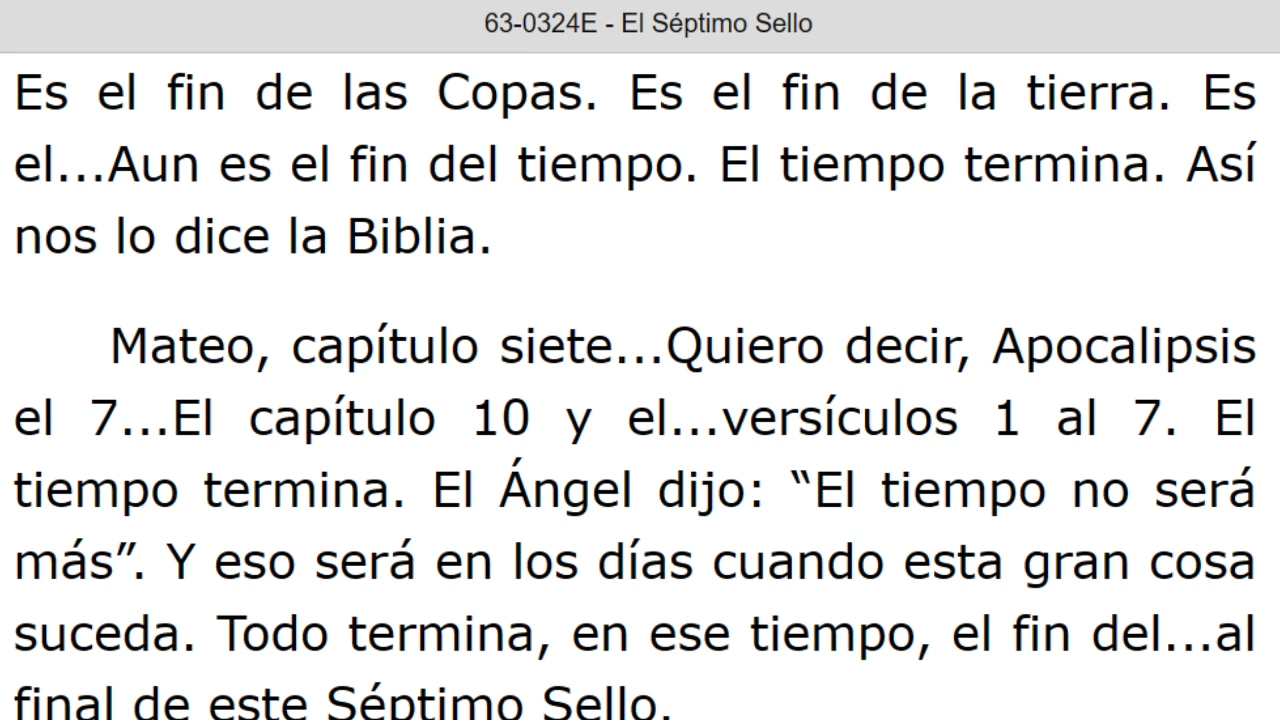 63-0324E - El Séptimo Sello
Es el fin de las Copas. Es el fin de la tierra. Es
el...Aun es el fin del tiempo. El tiempo termina. Así
nos lo dice la Biblia.
Mateo, capítulo siete...Quiero decir, Apocalipsis
el 7...El capítulo 10 y el...versículos 1 al 7. El
tiempo termina. El Ángel dijo: “El tiempo no será
más”. Y eso será en los días cuando esta gran cosa
suceda. Todo termina, en ese tiempo, el fin del...al
final de este Séptimo Sello.